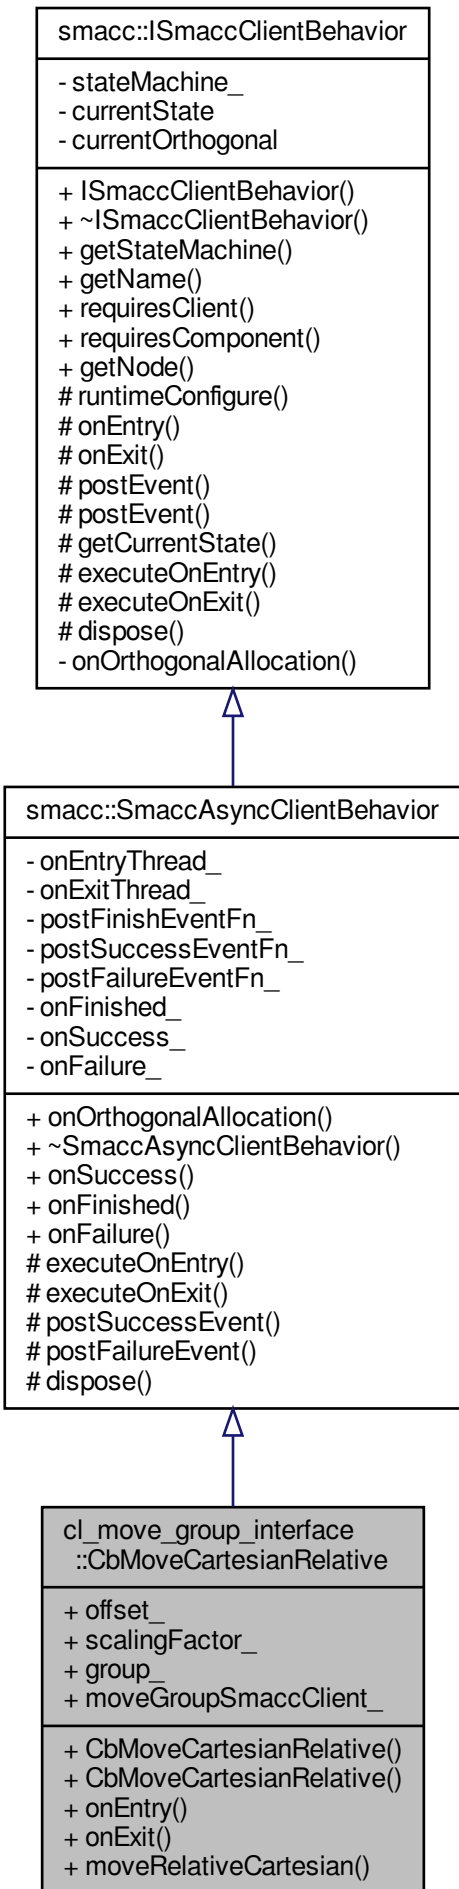 smacc::ISmaccClientBehavior
- stateMachine_
- currentState
- currentOrthogonal
+ ISmaccClientBehavior()
+ ~ISmaccClientBehavior()
+ getStateMachine()
+ getName()
+ requiresClient()
+ requiresComponent()
+ getNode()
# runtimeConfigure()
# onEntry()
# onExit()
# postEvent()
# postEvent()
# getCurrentState()
# executeOnEntry()
# executeOnExit()
# dispose()
- onOrthogonalAllocation()
smacc::SmaccAsyncClientBehavior
- onEntryThread_
- onExitThread_
- postFinishEventFn_
- postSuccessEventFn_
- postFailureEventFn_
- onFinished_
- onSuccess_
- onFailure_
+ onOrthogonalAllocation()
+ ~SmaccAsyncClientBehavior()
+ onSuccess()
+ onFinished()
+ onFailure()
# executeOnEntry()
# executeOnExit()
# postSuccessEvent()
# postFailureEvent()
# dispose()
cl_move_group_interface
::CbMoveCartesianRelative
+ offset_
+ scalingFactor_
+ group_
+ moveGroupSmaccClient_
+ CbMoveCartesianRelative()
+ CbMoveCartesianRelative()
+ onEntry()
+ onExit()
+ moveRelativeCartesian()